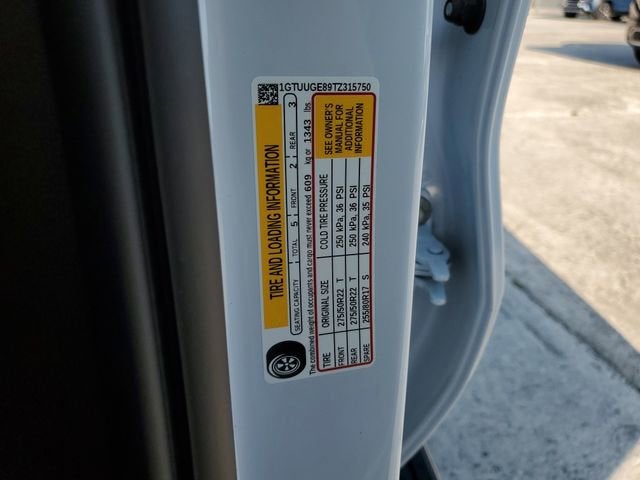 1GTUUGE89TZ315750
TIRE AND LOADING INFORMATION
SEATING CAPACITY | TOTAL 5 | FRONT 2 | REAR 3
The combined weight of occupants and cargo must never exceed 609 kg or 1343 lbs.
TIRE ORIGINAL SIZE COLD TIRE PRESSURE
FRONT 275/50R22 T 250 kPa, 36 PSI
REAR 275/50R22 T 250 kPa, 36 PSI
SPARE 255/80R17 S 240 kPa, 35 PSI
SEE OWNER'S
MANUAL FOR
ADDITIONAL
INFORMATION